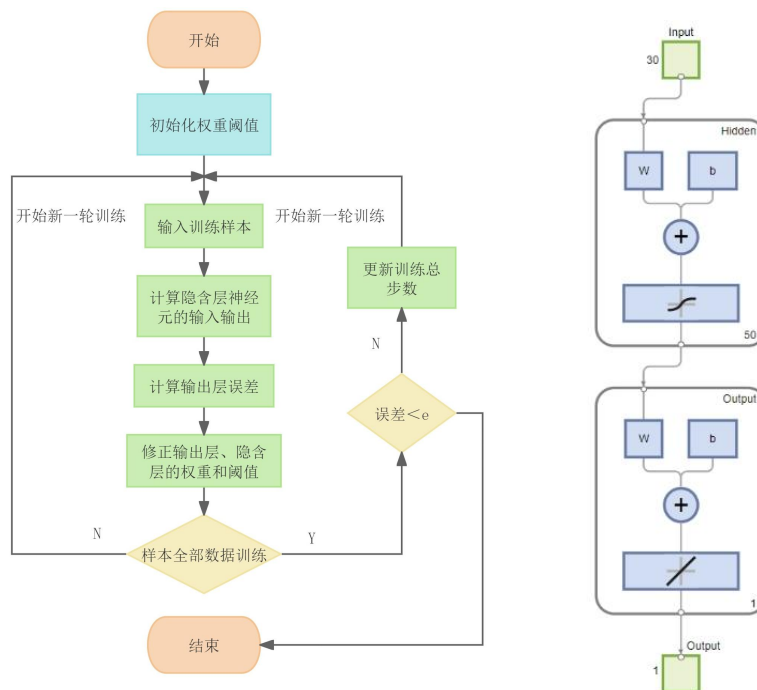 开始
初始化权重阈值
开始新一轮训练
开始新一轮训练
输入训练样本
计算隐含层神经
元的输入输出
计算输出层误差
修正输出层、隐含
层的权重和阈值
样本全部数据训练
N
Y
更新训练总
步数
N
误差<e
结束
Input
30
Hidden
W
b
+
50
Output
W
b
+
1
Output
1